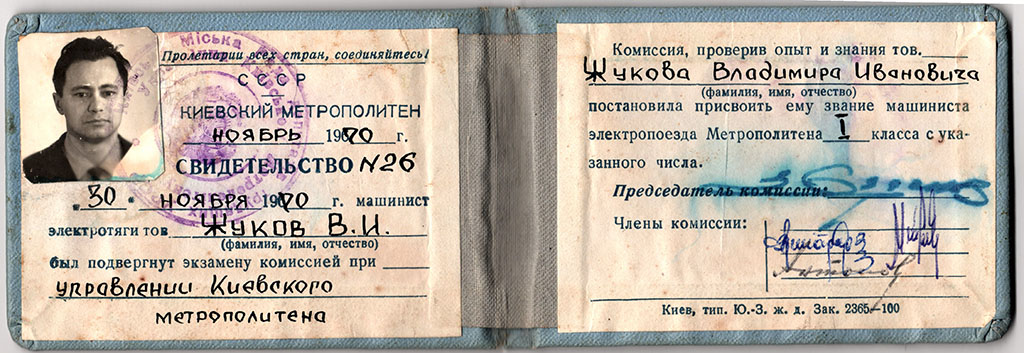 Міська
Пролетарии всех стран, соединяйтесь!
СССР
КИЕВСКИЙ МЕТРОПОЛИТЕН
НОЯБРЬ 1970 г.
СВИДЕТЕЛЬСТВО №26
„30“ НОЯБРЯ 1970 г. машинист
электротяги тов ЖУКОВ В.И.
(фамилия, имя, отчество)
был подвергнут экзамену комиссией при
управлении Киевского
метрополитена
Комиссия, проверив опыт и знания тов.
Жукова Владимира Ивановича
(фамилия, имя, отчество)
постановила присвоить ему звание машиниста
электропоезда Метрополитена I класса с ука-
занного числа.
Председатель комиссии:
Члены комиссии:
Киев, тип. Ю.-З. ж. д. Зак. 2365—100